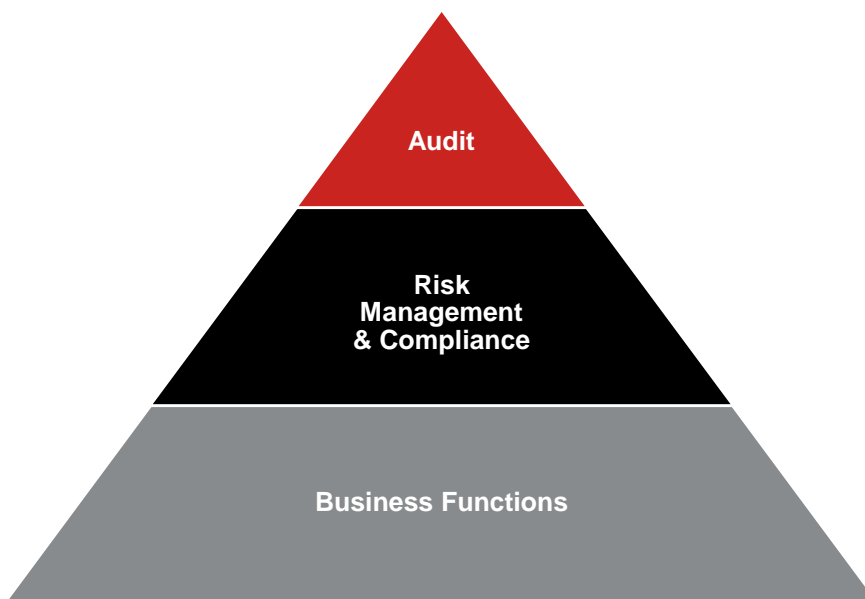 Audit
Risk
Management
& Compliance
Business Functions